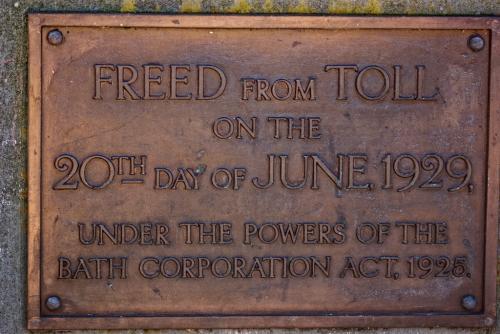 FREED FROM TOLL
ON THE
20TH DAY OF JUNE, 1929,
UNDER THE POWERS OF THE
BATH CORPORATION ACT, 1925.